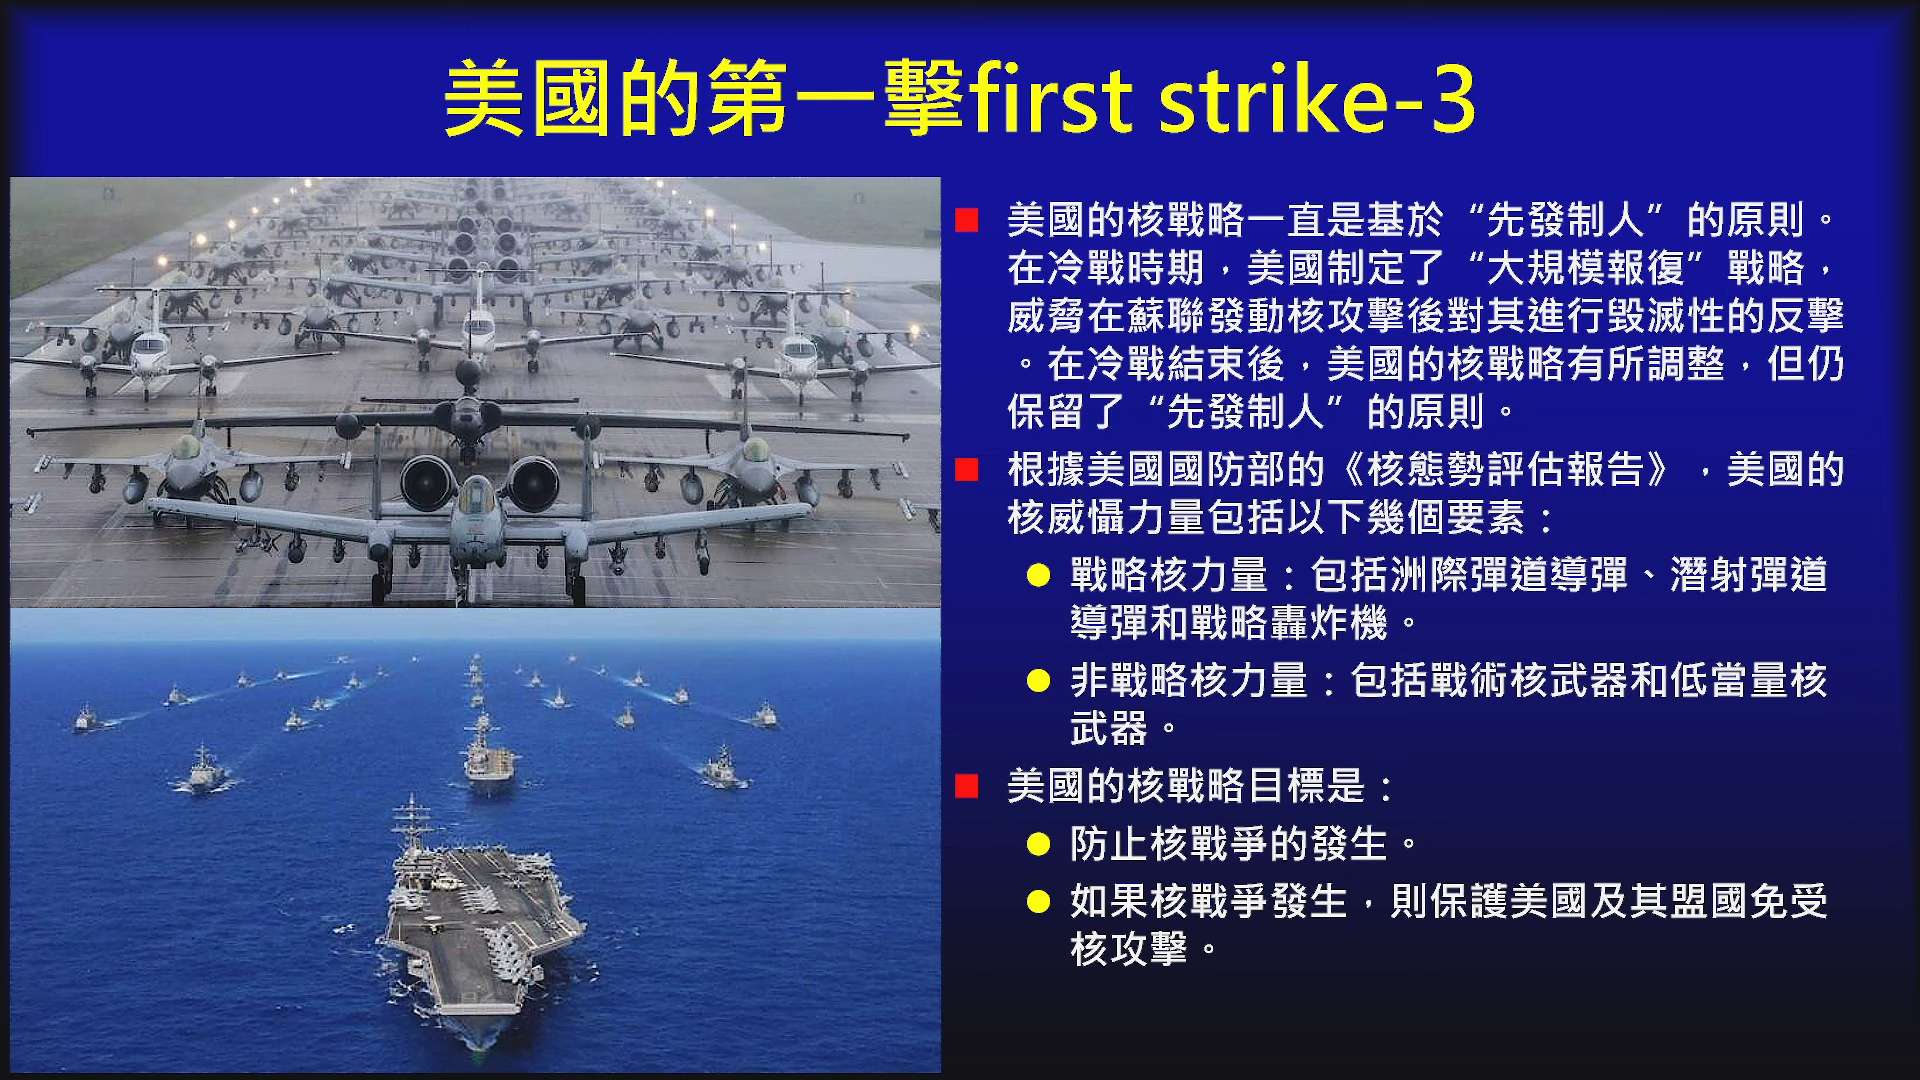 美國的第一擊first strike-3
美國的核戰略一直是基於“先發制人”的原則。
在冷戰時期，美國制定了“大規模報復”戰略，
威脅在蘇聯發動核攻擊後對其進行毀滅性的反擊
。在冷戰結束後，美國的核戰略有所調整，但仍
保留了“先發制人”的原則。
根據美國國防部的《核態勢評估報告》，美國的
核威懾力量包括以下幾個要素：
戰略核力量：包括洲際彈道導彈、潛射彈道
導彈和戰略轟炸機。
非戰略核力量：包括戰術核武器和低當量核
武器。
美國的核戰略目標是：
防止核戰爭的發生。
如果核戰爭發生，則保護美國及其盟國免受
核攻擊。